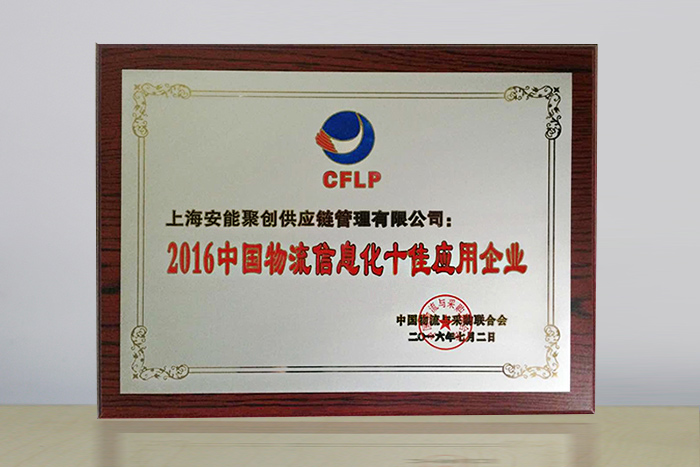 CFLP
上海安能聚创供应链管理有限公司：
2016中国物流信息化十佳应用企业
中国物流与采购联合会
二〇一六年七月二日